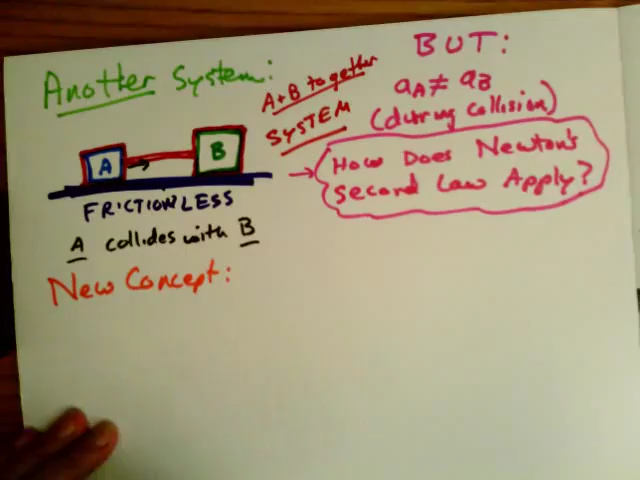 Another System:
A+B together
SYSTEM
A
B
FRICTIONLESS
A collides with B
New Concept:
BUT:
aA ≠ aB
(during collision)
How Does Newton's
Second Law Apply?